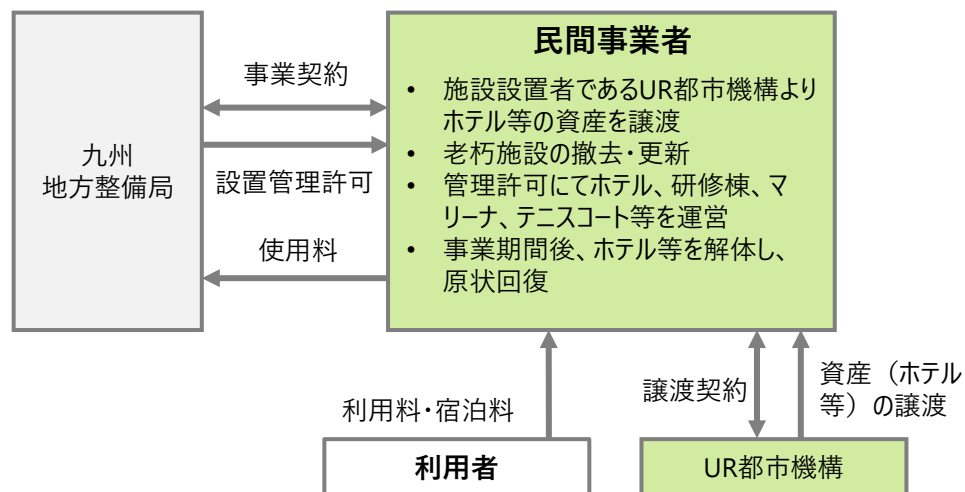 民間事業者
• 施設設置者であるUR都市機構より
ホテル等の資産を譲渡
• 老朽施設の撤去・更新
• 管理許可にてホテル、研修棟、マ
リーナ、テニスコート等を運営
• 事業期間後、ホテル等を解体し、
原状回復
九州
地方整備局
事業契約
設置管理許可
使用料
利用料・宿泊料
譲渡契約
資産（ホテル
等）の譲渡
利用者
UR都市機構